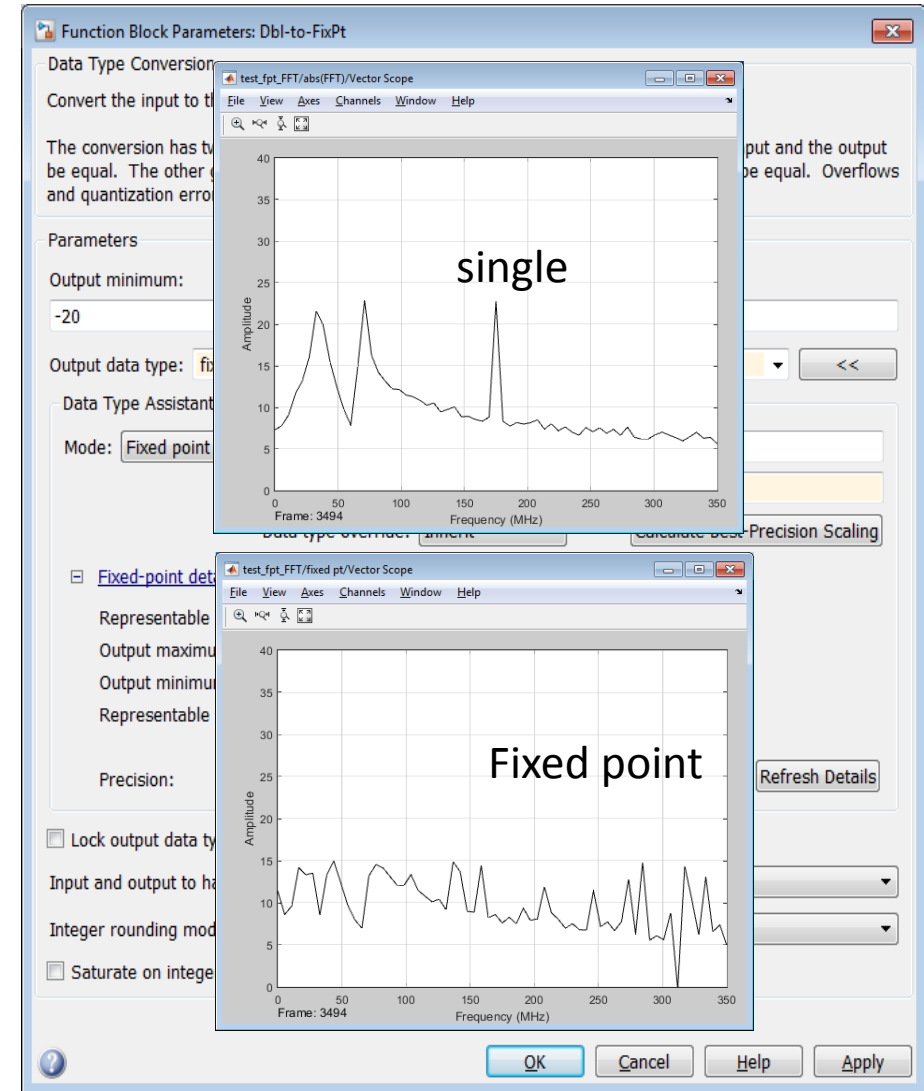 Function Block Parameters: Dbl-to-FixPt
Data Type Conversion
Convert the input to th
The conversion has tw
put and the output
be equal. The other g
be equal. Overflows
and quantization erro
Parameters
Output minimum:
-20
Output data type: fix
<<
Data Type Assistant
Mode: Fixed point
Data type override: Inherit
Calculate Best-Precision Scaling
test_fpt_FFT/abs(FFT)/Vector Scope
File View Axes Channels Window Help
single
Amplitude
40
35
30
25
20
15
10
5
0
0 50 100 150 200 250 300 350
Frame: 3494
Frequency (MHz)
Fixed-point deta
Representable
Output maximu
Output minimu
Representable
Precision:
Refresh Details
test_fpt_FFT/fixed pt/Vector Scope
File View Axes Channels Window Help
Fixed point
Amplitude
40
35
30
25
20
15
10
5
0
0 50 100 150 200 250 300 350
Frame: 3494
Frequency (MHz)
Lock output data ty
Input and output to ha
Integer rounding mod
Saturate on intege
OK Cancel Help Apply